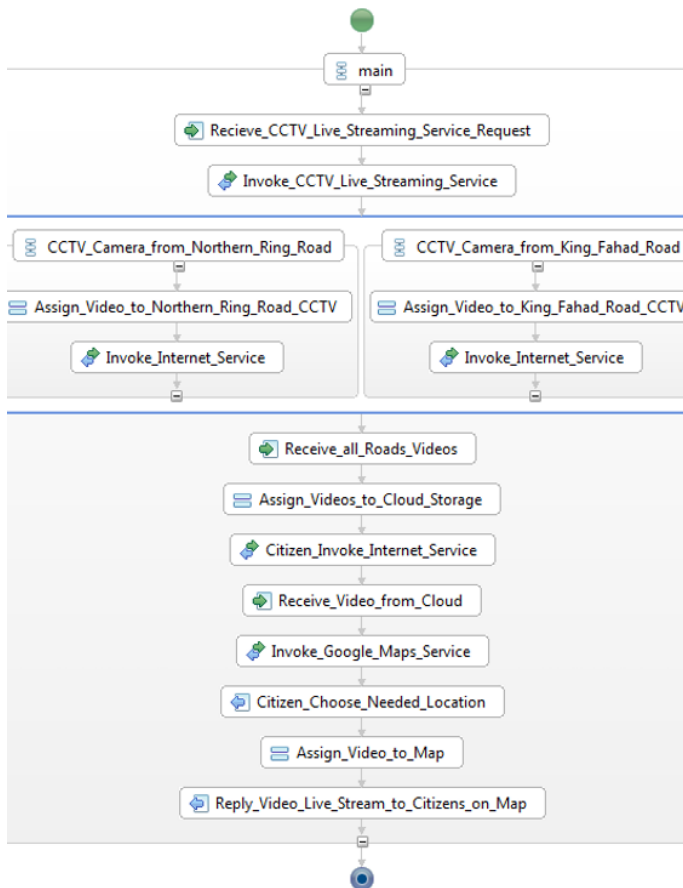 main
Recieve_CCTV_Live_Streaming_Service_Request
Invoke_CCTV_Live_Streaming_Service
CCTV_Camera_from_Northern_Ring_Road
CCTV_Camera_from_King_Fahad_Road
Assign_Video_to_Northern_Ring_Road_CCTV
Assign_Video_to_King_Fahad_Road_CCTV
Invoke_Internet_Service
Invoke_Internet_Service
Receive_all_Roads_Videos
Assign_Videos_to_Cloud_Storage
Citizen_Invoke_Internet_Service
Receive_Video_from_Cloud
Invoke_Google_Maps_Service
Citizen_Choose_Needed_Location
Assign_Video_to_Map
Reply_Video_Live_Stream_to_Citizens_on_Map